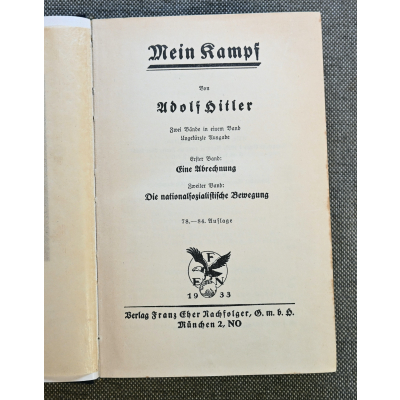 Mein Kampf
Von
Adolf Hitler
Zwei Bände in einem Band
Ungekürzte Ausgabe
Erster Band:
Eine Abrechnung
Zweiter Band:
Die nationalsozialistische Bewegung
78.—84. Auflage
F
E N
1933
Verlag Franz Eher Nachfolger, G. m. b. H.
München 2, NO